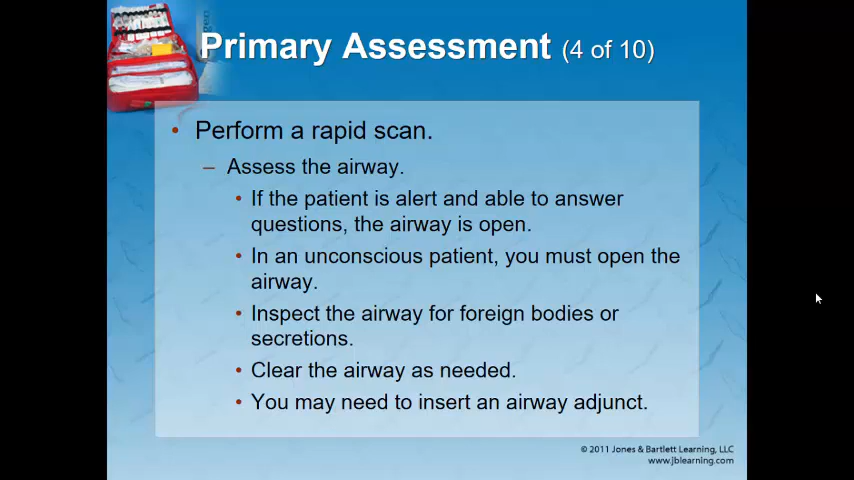 Primary Assessment (4 of 10)
• Perform a rapid scan.
– Assess the airway.
• If the patient is alert and able to answer
questions, the airway is open.
• In an unconscious patient, you must open the
airway.
• Inspect the airway for foreign bodies or
secretions.
• Clear the airway as needed.
• You may need to insert an airway adjunct.
© 2011 Jones & Bartlett Learning, LLC
www.jblearning.com